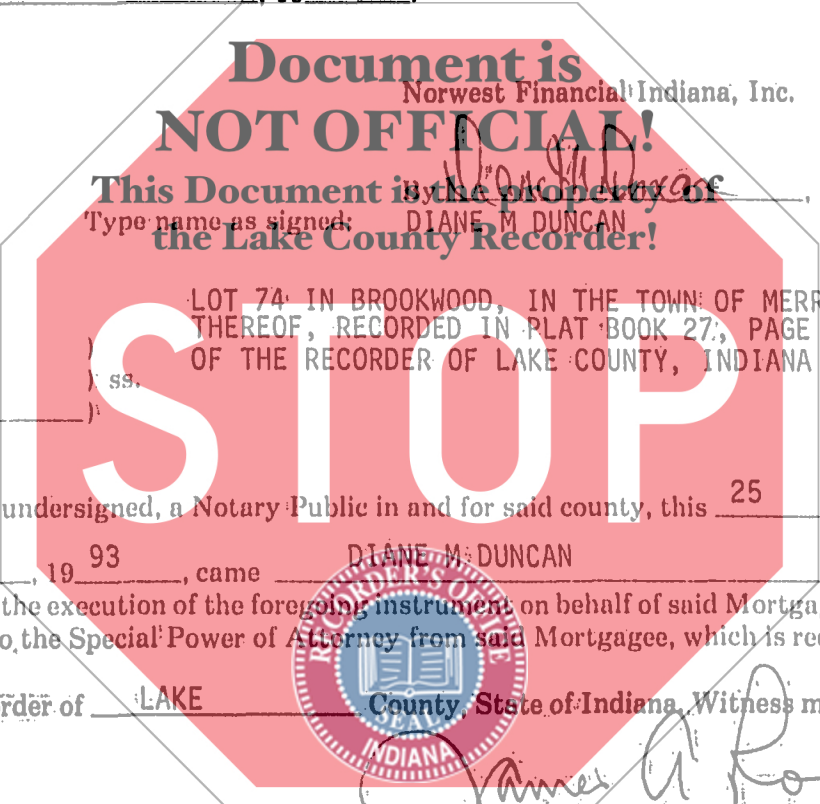 Document is
Norwest Financial Indiana, Inc.
NOT OFFICIAL!
This Document is the property of
By
Type name as signed: DIANE M DUNCAN
the Lake County Recorder!
LOT 74 IN BROOKWOOD, IN THE TOWN OF MERR
THEREOF, RECORDED IN PLAT BOOK 27, PAGE
) OF THE RECORDER OF LAKE COUNTY, INDIANA
) ss.
)
STOP
undersigned, a Notary Public in and for said county, this 25
, 19 93, came DIANE M DUNCAN
the execution of the foregoing instrument on behalf of said Mortga
o the Special Power of Attorney from said Mortgagee, which is re
rder of LAKE County, State of Indiana. Witness m
RECORDER'S OFFICE
SEAL
INDIANA
James A Ro